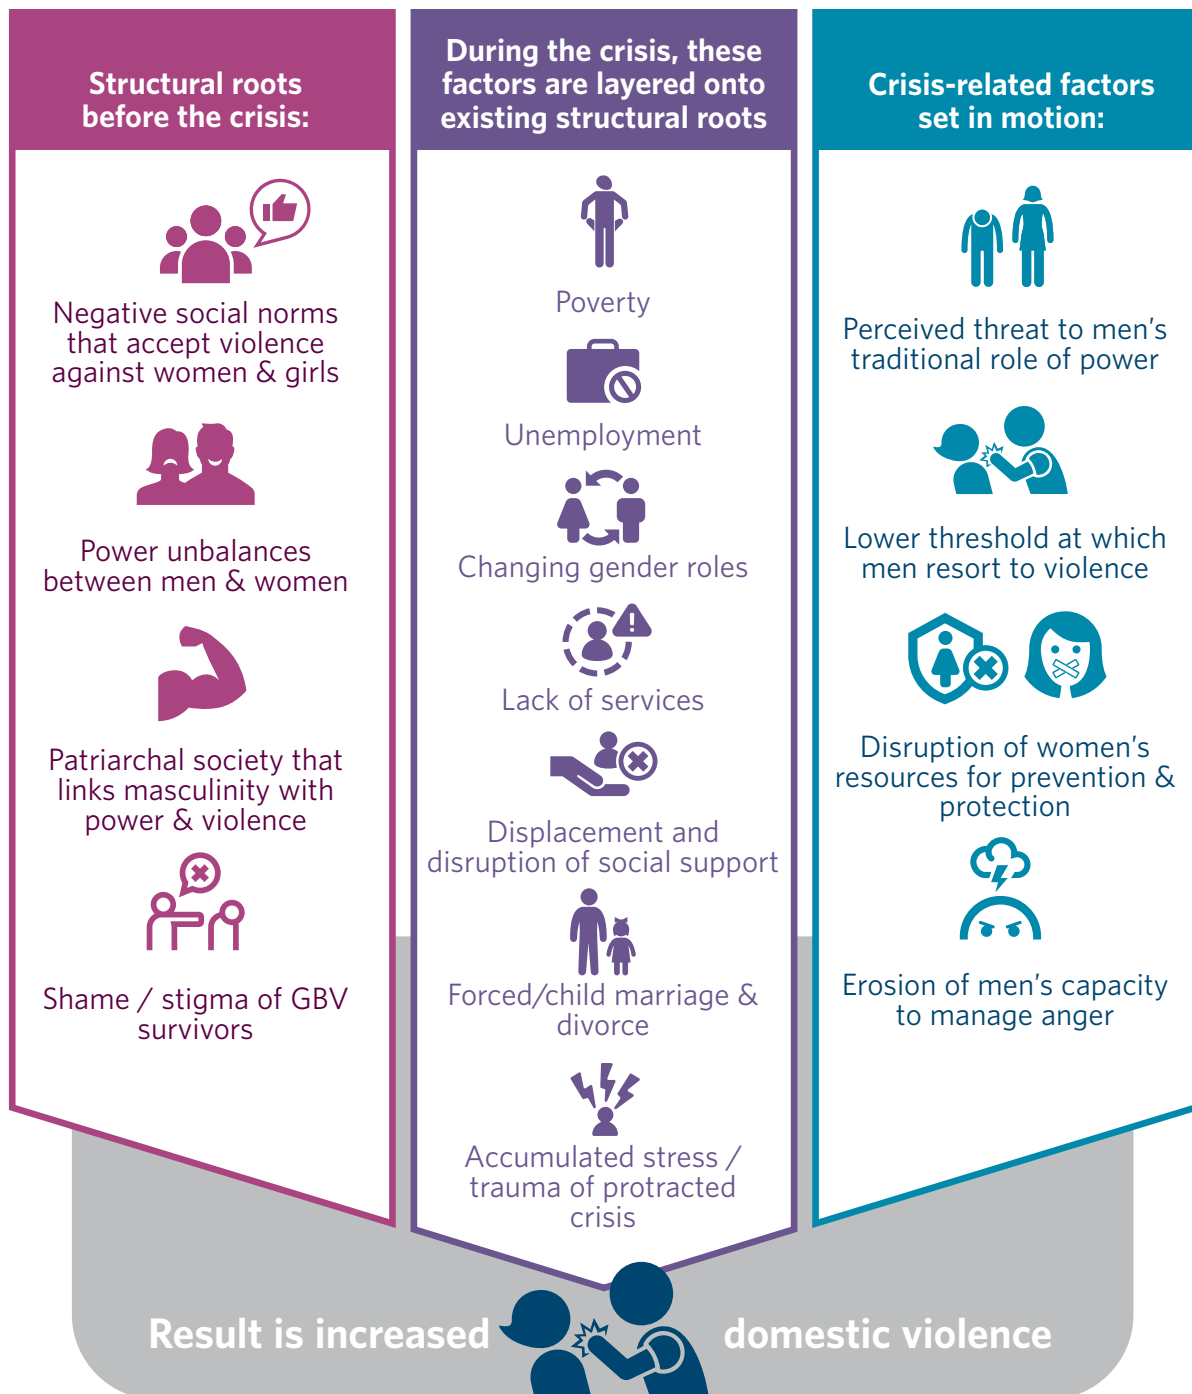 Structural roots
before the crisis:
Negative social norms
that accept violence
against women & girls
Power unbalances
between men & women
Patriarchal society that
links masculinity with
power & violence
Shame / stigma of GBV
survivors
During the crisis, these
factors are layered onto
existing structural roots
Poverty
Unemployment
Changing gender roles
Lack of services
Displacement and
disruption of social support
Forced/child marriage &
divorce
Accumulated stress /
trauma of protracted
crisis
Crisis-related factors
set in motion:
Perceived threat to men's
traditional role of power
Lower threshold at which
men resort to violence
Disruption of women's
resources for prevention &
protection
Erosion of men's capacity
to manage anger
Result is increased domestic violence